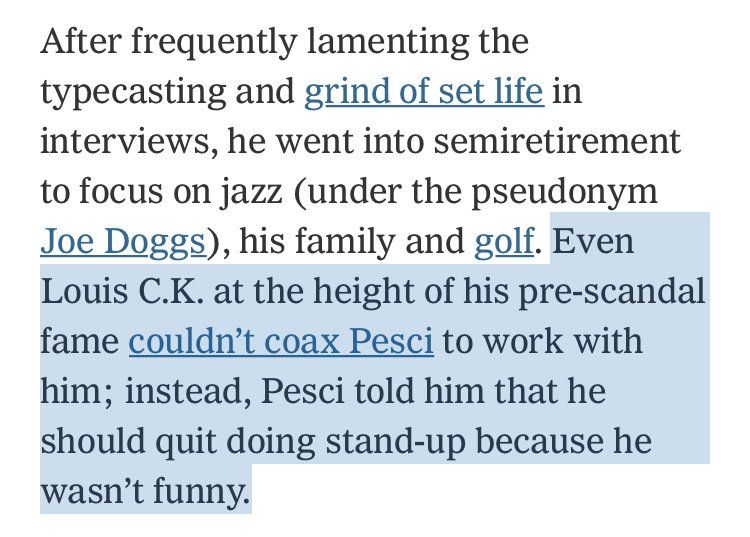 After frequently lamenting the
typecasting and grind of set life in
interviews, he went into semiretirement
to focus on jazz (under the pseudonym
Joe Doggs), his family and golf. Even
Louis C.K. at the height of his pre-scandal
fame couldn’t coax Pesci to work with
him; instead, Pesci told him that he
should quit doing stand-up because he
wasn’t funny.